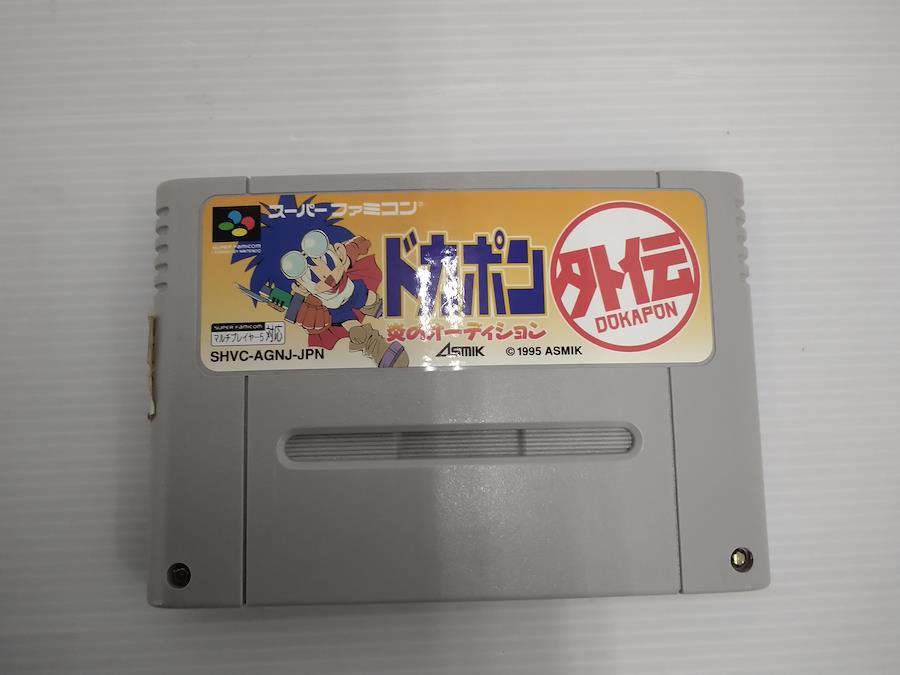 スーパーファミコン®
SUPER FAMICOM
ドカポン
外伝
DOKAPON
炎のオーディション
SUPER FAMICOM
マルチプレイヤー5対応
SHVC-AGNJ-JPN
ASMIK
© 1995 ASMIK